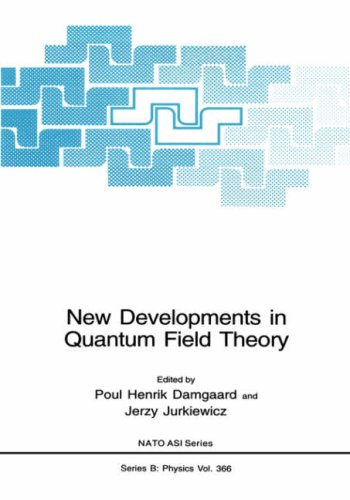 New Developments in
Quantum Field Theory
Edited by
Poul Henrik Damgaard and
Jerzy Jurkiewicz
NATO ASI Series
Series B: Physics Vol. 366